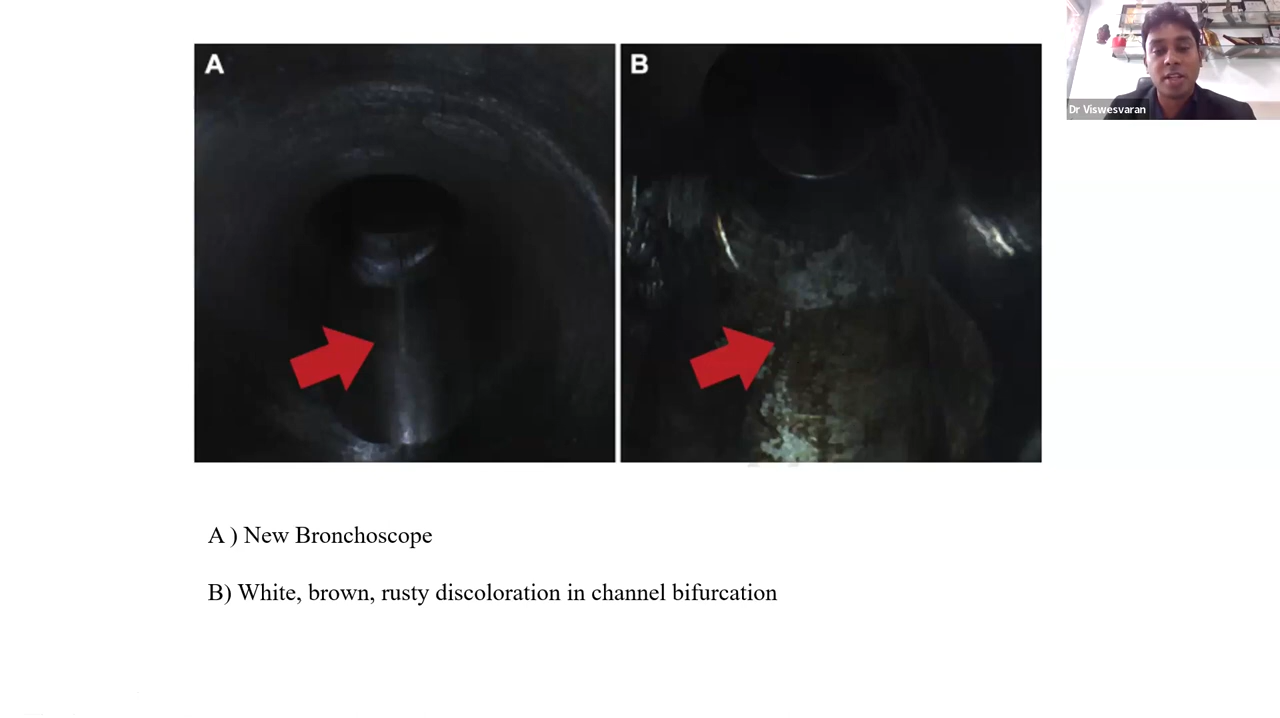 A
B
Dr Viswesvaran
A ) New Bronchoscope
B) White, brown, rusty discoloration in channel bifurcation